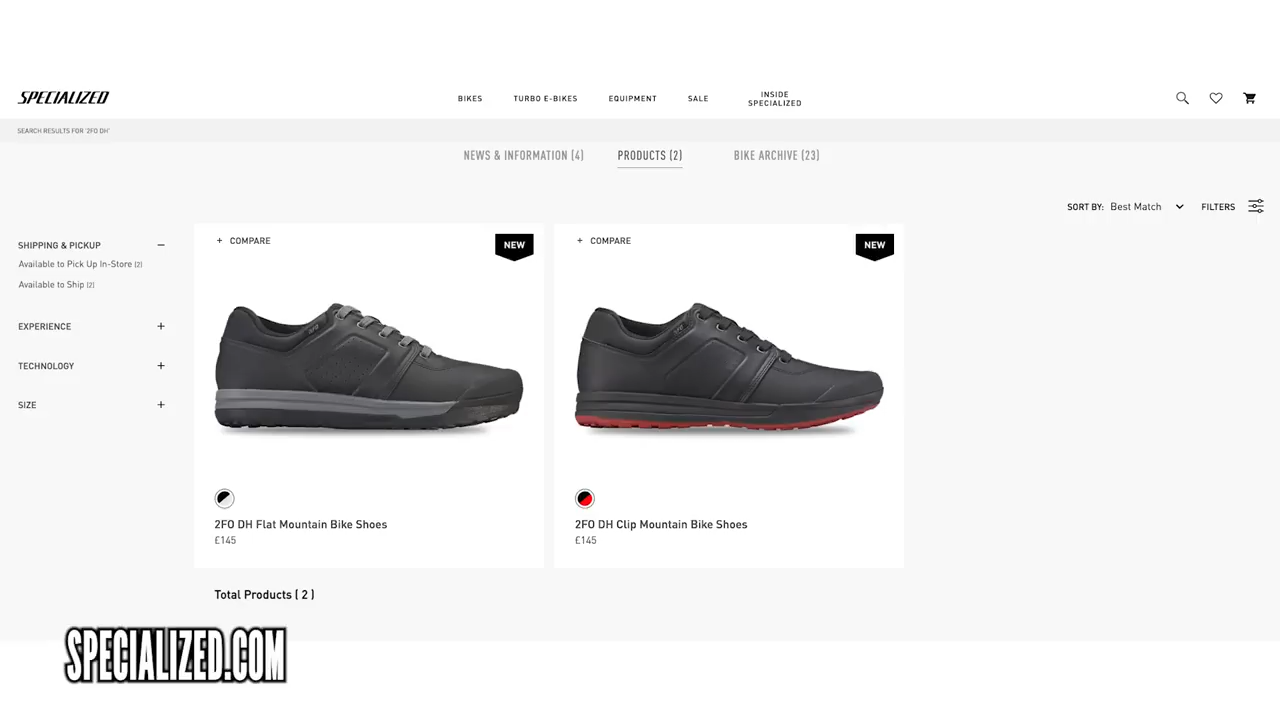 SPECIALIZED
BIKES
TURBO E-BIKES
EQUIPMENT
SALE
INSIDE
SPECIALIZED
SEARCH RESULTS FOR '2FO DH'
NEWS & INFORMATION (4)
PRODUCTS (2)
BIKE ARCHIVE (23)
SORT BY: Best Match
FILTERS
SHIPPING & PICKUP −
Available to Pick Up In-Store (2)
Available to Ship (2)
EXPERIENCE +
TECHNOLOGY +
SIZE +
+ COMPARE
NEW
2FO
2FO DH Flat Mountain Bike Shoes
£145
+ COMPARE
NEW
2FO
2FO DH Clip Mountain Bike Shoes
£145
Total Products ( 2 )
SPECIALIZED.COM